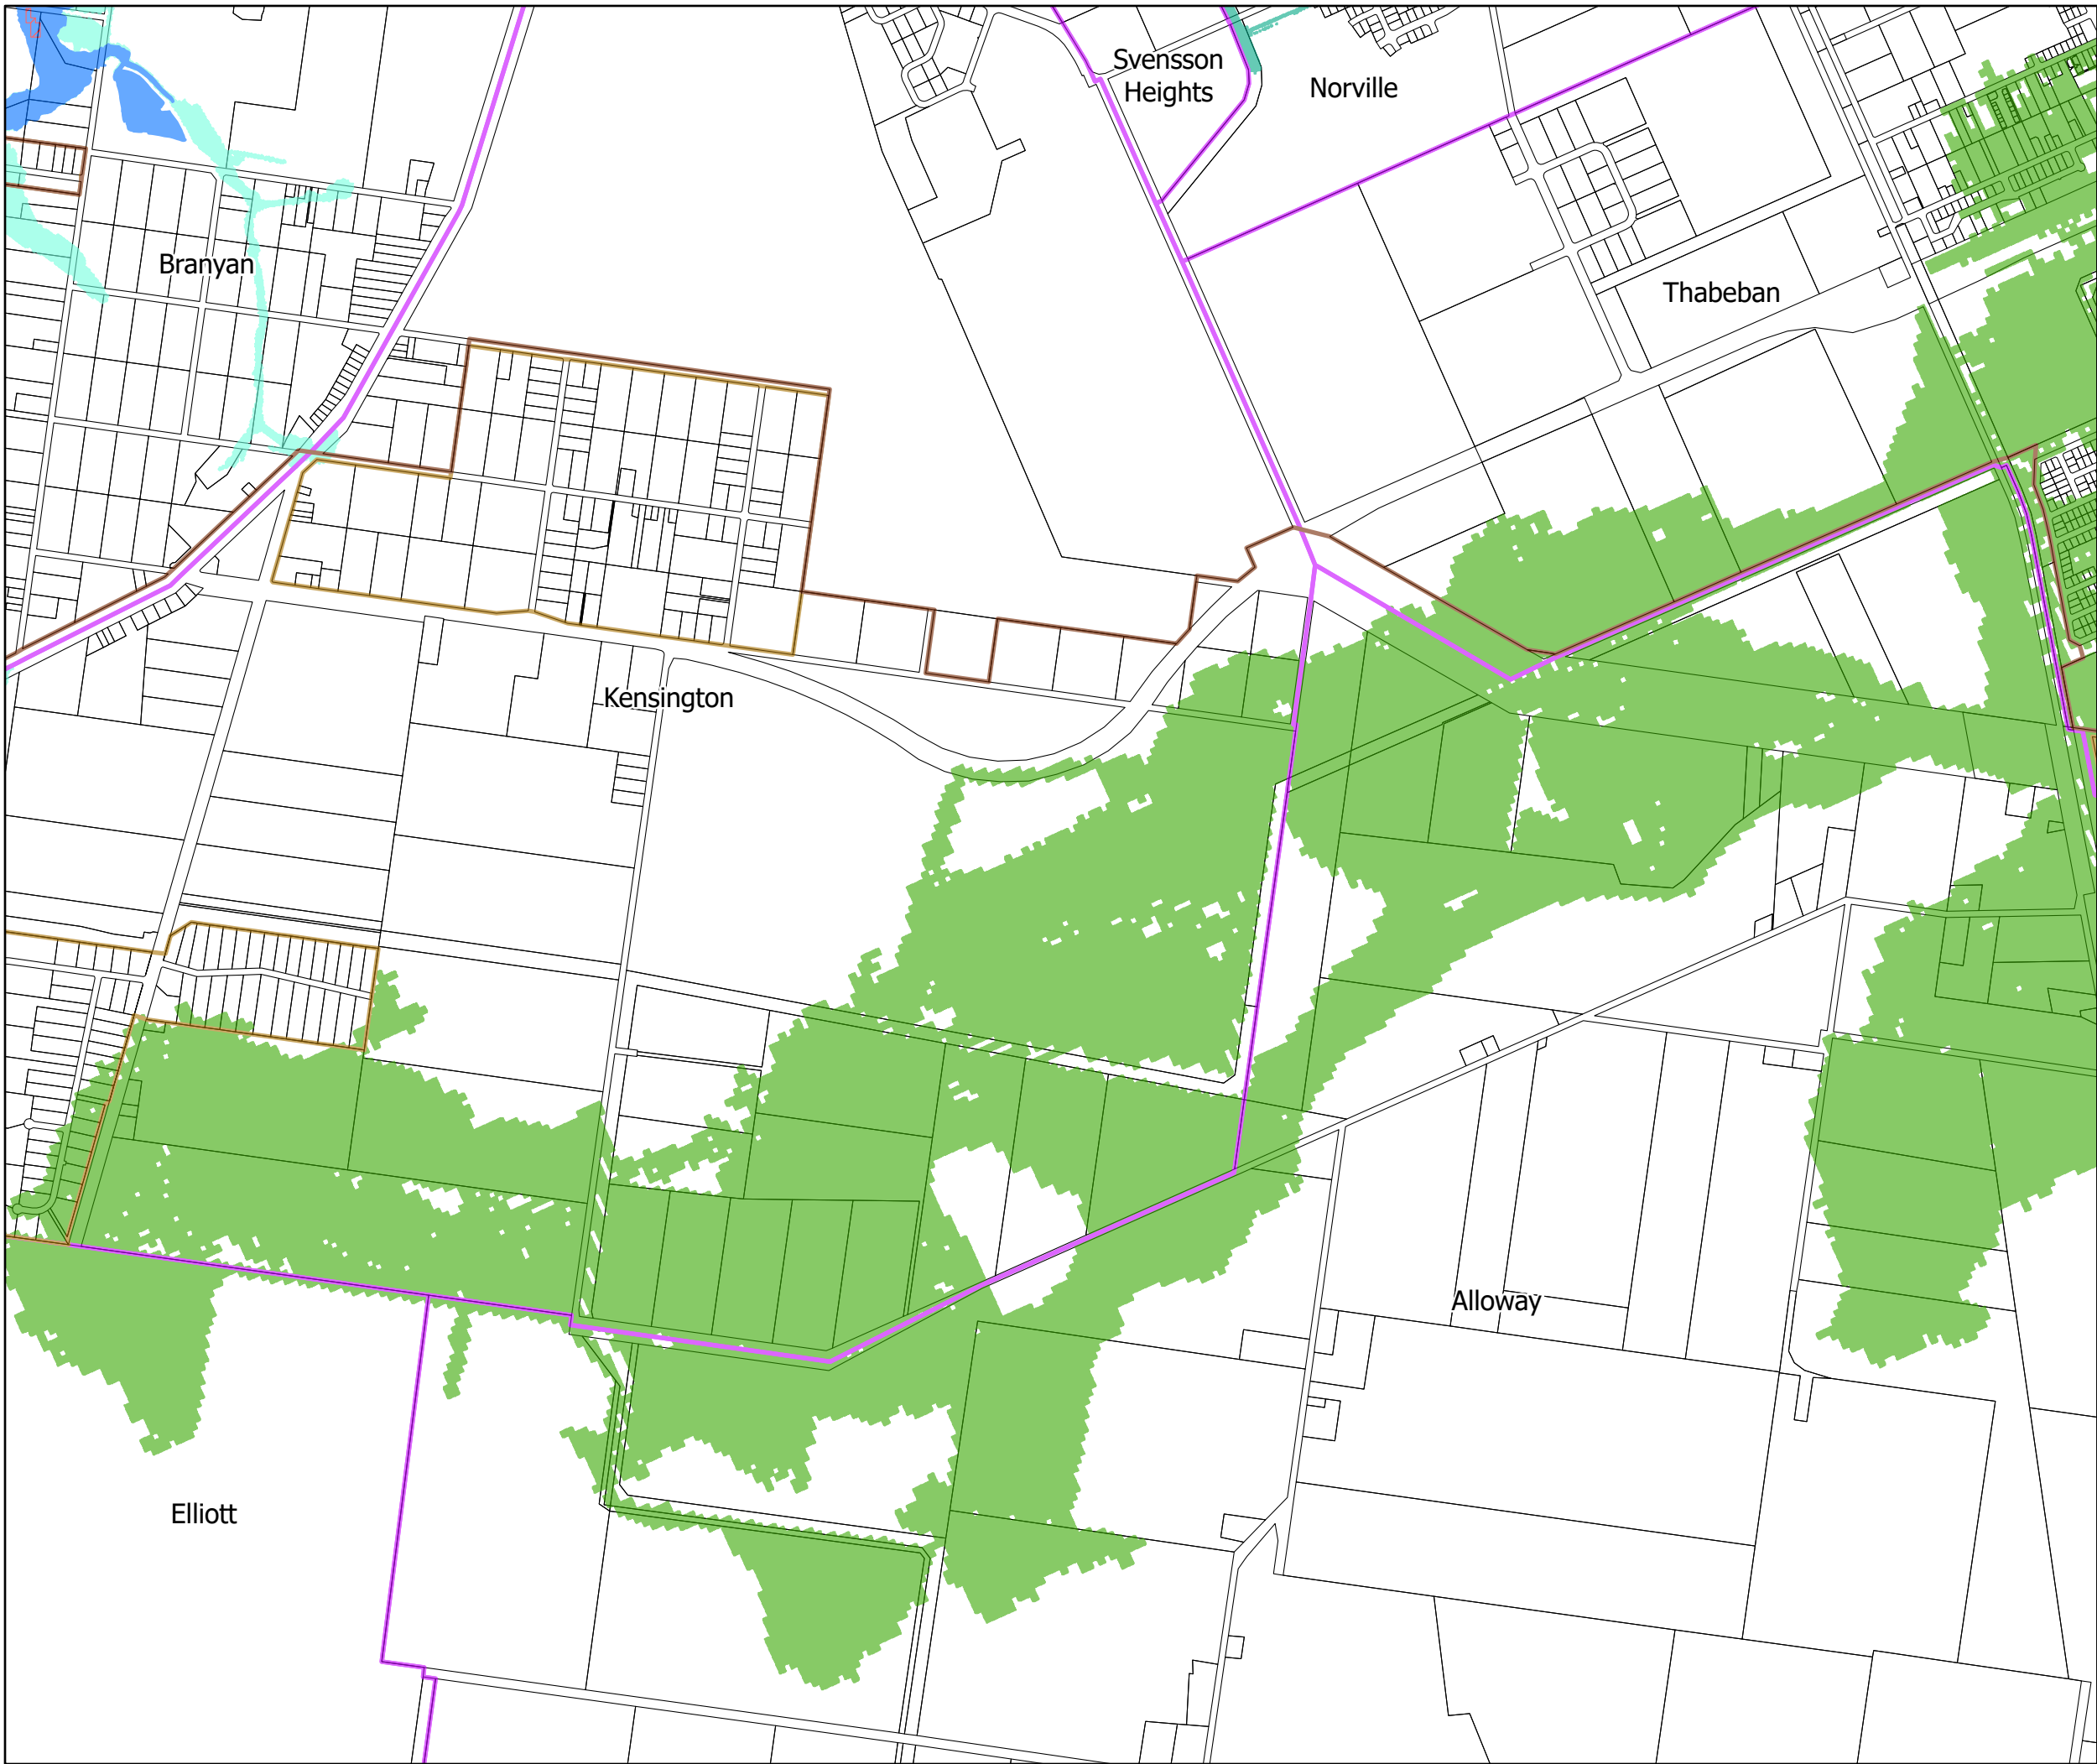 Svensson
Heights
Norville
Branyan
Thabeban
Kensington
Alloway
Elliott